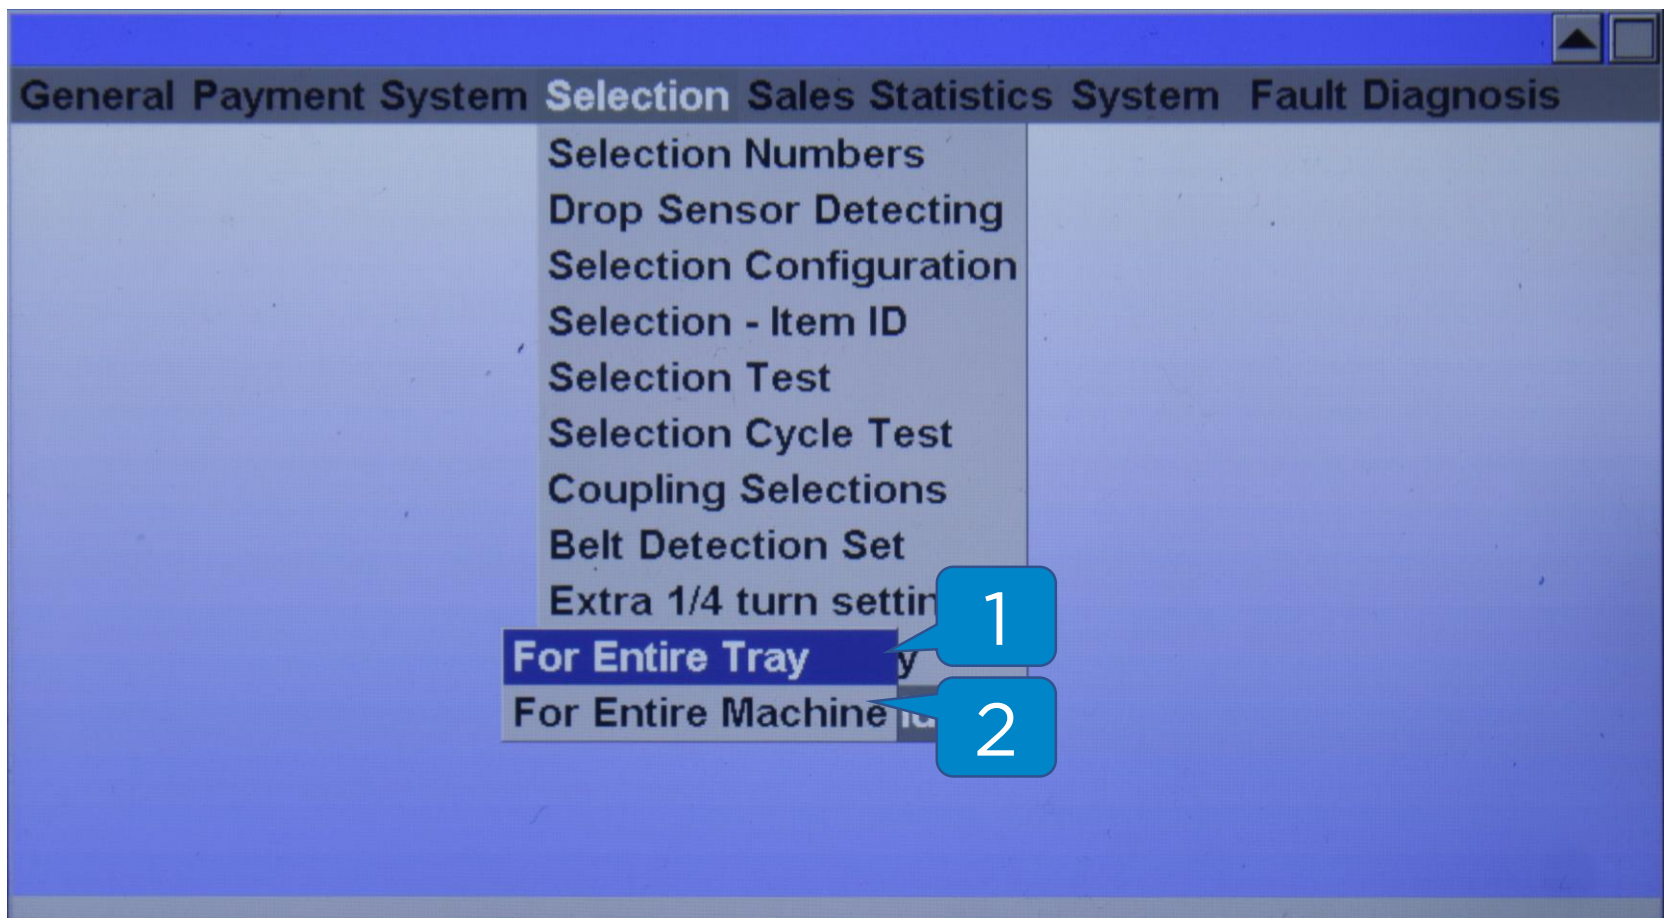 General Payment System Selection Sales Statistics System Fault Diagnosis
Selection Numbers
Drop Sensor Detecting
Selection Configuration
Selection - Item ID
Selection Test
Selection Cycle Test
Coupling Selections
Belt Detection Set
Extra 1/4 turn
1
For Entire Tray
For Entire Machine
2